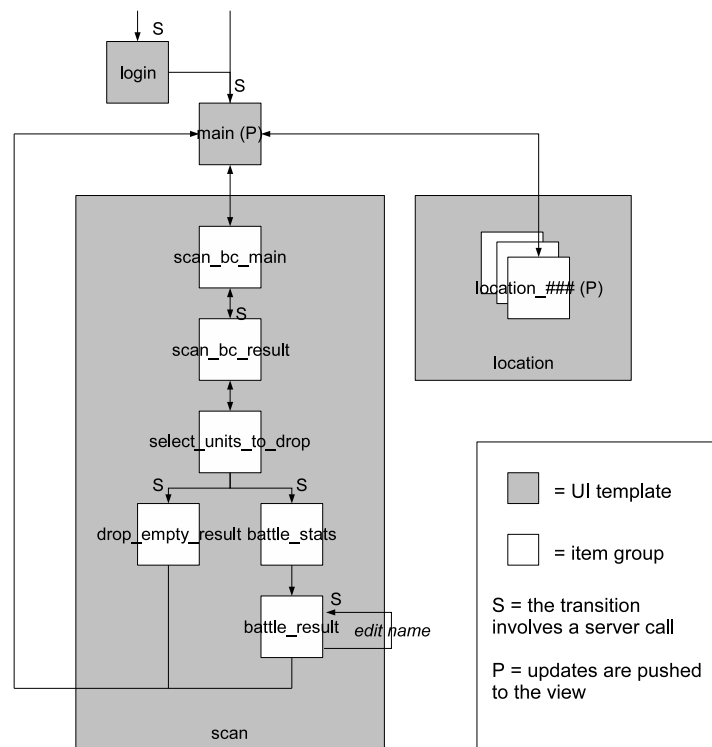 S
login
S
main (P)
scan_bc_main
S
scan_bc_result
select_units_to_drop
S
S
drop_empty_result
battle_stats
S
battle_result
edit name
scan
location_### (P)
location
= UI template
= item group
S = the transition
involves a server call
P = updates are pushed
to the view